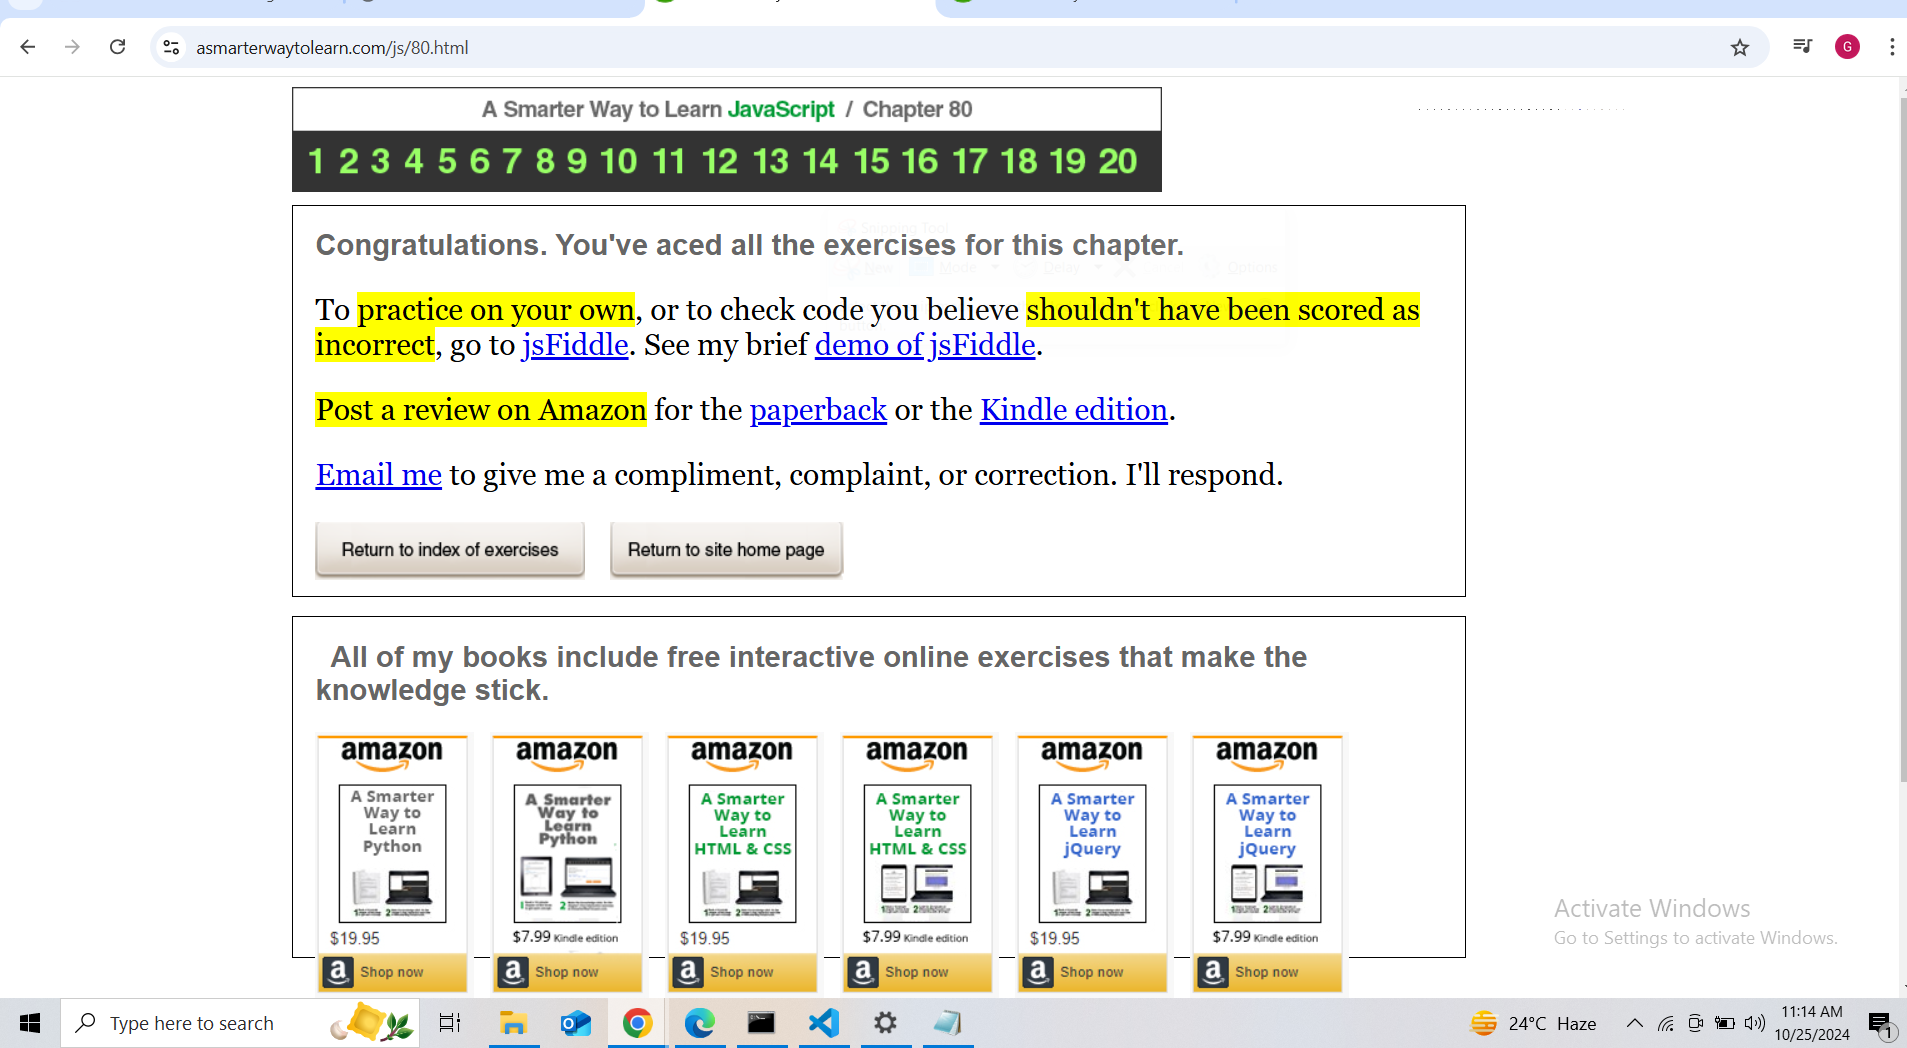 asmarterwaytolearn.com/js/80.html
G
A Smarter Way to Learn JavaScript / Chapter 80
1 2 3 4 5 6 7 8 9 10 11 12 13 14 15 16 17 18 19 20
Congratulations. You've aced all the exercises for this chapter.
To practice on your own, or to check code you believe shouldn't have been scored as
incorrect, go to jsFiddle. See my brief demo of jsFiddle.
Post a review on Amazon for the paperback or the Kindle edition.
Email me to give me a compliment, complaint, or correction. I'll respond.
Return to index of exercises Return to site home page
All of my books include free interactive online exercises that make the
knowledge stick.
amazon amazon amazon amazon amazon amazon
A Smarter Way to Learn Python
A Smarter Way to Learn Python
A Smarter Way to Learn HTML & CSS
A Smarter Way to Learn HTML & CSS
A Smarter Way to Learn jQuery
A Smarter Way to Learn jQuery
$19.95 $7.99 Kindle edition $19.95 $7.99 Kindle edition $19.95 $7.99 Kindle edition
a Shop now a Shop now a Shop now a Shop now a Shop now a Shop now
Activate Windows
Go to Settings to activate Windows.
Type here to search
24°C Haze
11:14 AM
10/25/2024
1